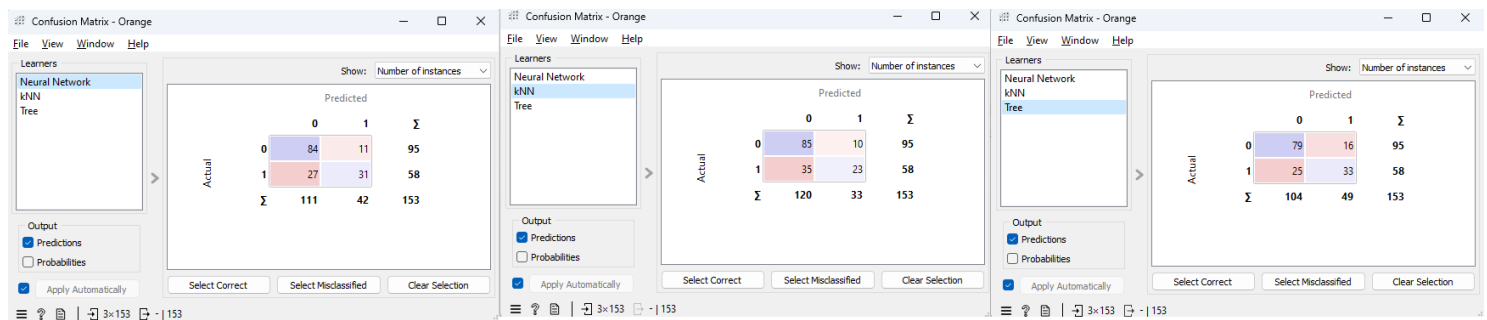 Confusion Matrix - Orange
File View Window Help
Learners
Neural Network
kNN
Tree
Show: Number of instances
Predicted
0 1 Σ
Actual
0 84 11 95
1 27 31 58
Σ 111 42 153
Output
Predictions
Probabilities
Apply Automatically
Select Correct Select Misclassified Clear Selection
3×153 - | 153
Confusion Matrix - Orange
File View Window Help
Learners
Neural Network
kNN
Tree
Show: Number of instances
Predicted
0 1 Σ
Actual
0 85 10 95
1 35 23 58
Σ 120 33 153
Output
Predictions
Probabilities
Apply Automatically
Select Correct Select Misclassified Clear Selection
3×153 - | 153
Confusion Matrix - Orange
File View Window Help
Learners
Neural Network
kNN
Tree
Show: Number of instances
Predicted
0 1 Σ
Actual
0 79 16 95
1 25 33 58
Σ 104 49 153
Output
Predictions
Probabilities
Apply Automatically
Select Correct Select Misclassified Clear Selection
3×153 - | 153